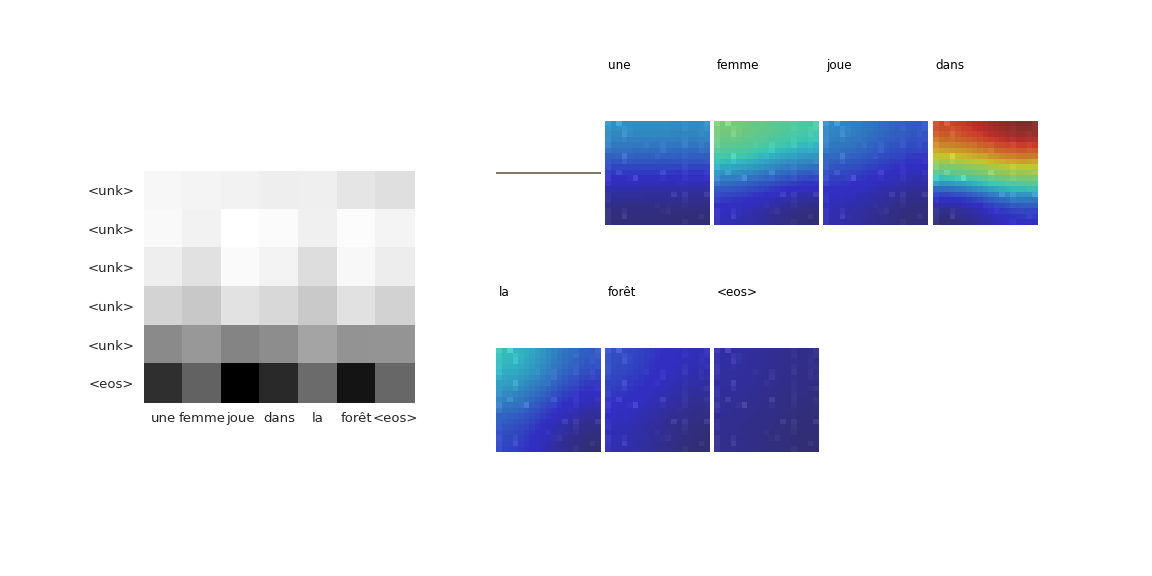 <unk>
<unk>
<unk>
<unk>
<unk>
<eos>
une femme joue dans la forêt <eos>
une femme joue dans
la forêt <eos>